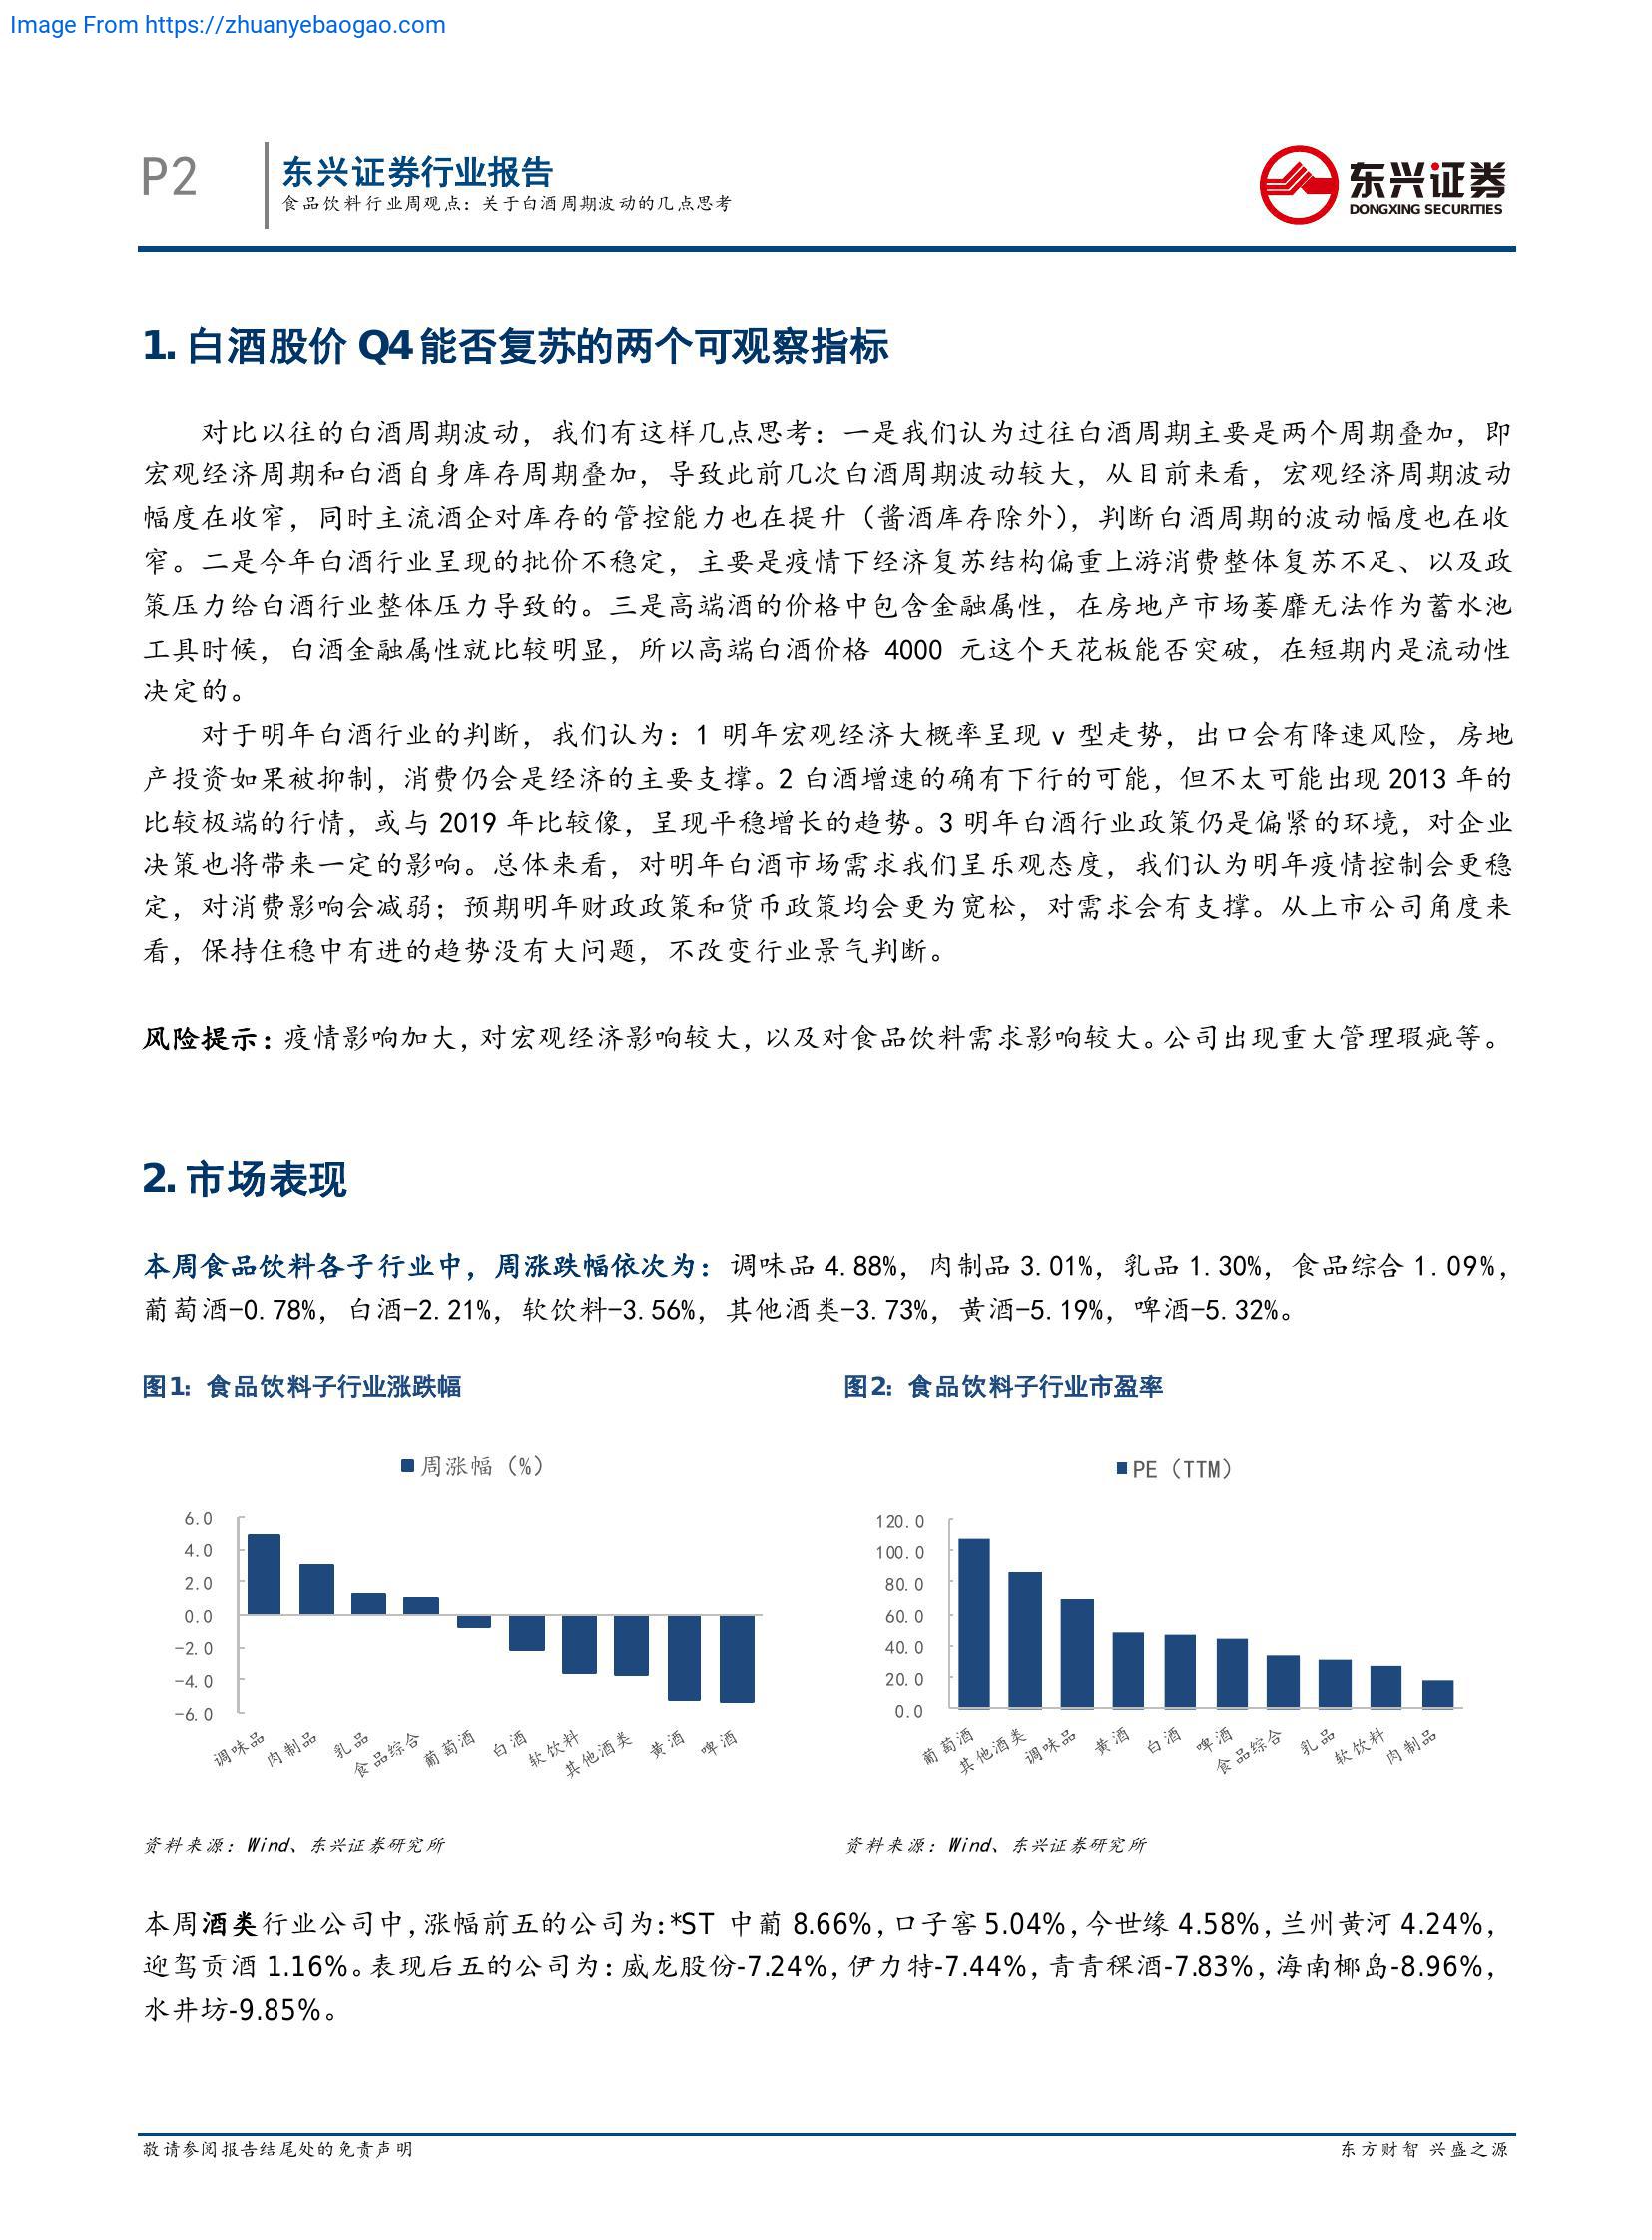 Image From https://zhuanyebaogao.com
P2
东兴证券行业报告
食品饮料行业周观点：关于白酒周期波动的几点思考
东兴证券
DONGXING SECURITIES
1. 白酒股价 Q4 能否复苏的两个可观察指标
对比以往的白酒周期波动，我们有这样几点思考：一是我们认为过往白酒周期主要是两个周期叠加，即
宏观经济周期和白酒自身库存周期叠加，导致此前几次白酒周期波动较大，从目前来看，宏观经济周期波动
幅度在收窄，同时主流酒企对库存的管控能力也在提升（酱酒库存除外），判断白酒周期的波动幅度也在收
窄。二是今年白酒行业呈现的批价不稳定，主要是疫情下经济复苏结构偏重上游消费整体复苏不足、以及政
策压力给白酒行业整体压力导致的。三是高端酒的价格中包含金融属性，在房地产市场萎靡无法作为蓄水池
工具时候，白酒金融属性就比较明显，所以高端白酒价格 4000 元这个天花板能否突破，在短期内是流动性
决定的。
对于明年白酒行业的判断，我们认为：1 明年宏观经济大概率呈现 v 型走势，出口会有降速风险，房地
产投资如果被抑制，消费仍会是经济的主要支撑。2 白酒增速的确有下行的可能，但不太可能出现 2013 年的
比较极端的行情，或与 2019 年比较像，呈现平稳增长的趋势。3 明年白酒行业政策仍是偏紧的环境，对企业
决策也将带来一定的影响。总体来看，对明年白酒市场需求我们呈乐观态度，我们认为明年疫情控制会更稳
定，对消费影响会减弱；预期明年财政政策和货币政策均会更为宽松，对需求会有支撑。从上市公司角度来
看，保持住稳中有进的趋势没有大问题，不改变行业景气判断。
风险提示：疫情影响加大，对宏观经济影响较大，以及对食品饮料需求影响较大。公司出现重大管理瑕疵等。
2. 市场表现
本周食品饮料各子行业中，周涨跌幅依次为：调味品 4.88%，肉制品 3.01%，乳品 1.30%，食品综合 1.09%，
葡萄酒-0.78%，白酒-2.21%，软饮料-3.56%，其他酒类-3.73%，黄酒-5.19%，啤酒-5.32%。
图1：食品饮料子行业涨跌幅
周涨幅（%）
6.0
4.0
2.0
0.0
-2.0
-4.0
-6.0
调味品 肉制品 乳品 食品综合 葡萄酒 白酒 软饮料 其他酒类 黄酒 啤酒
资料来源：Wind、东兴证券研究所
图2：食品饮料子行业市盈率
PE（TTM）
120.0
100.0
80.0
60.0
40.0
20.0
0.0
葡萄酒 其他酒类 调味品 黄酒 白酒 啤酒 食品综合 乳品 软饮料 肉制品
资料来源：Wind、东兴证券研究所
本周酒类行业公司中，涨幅前五的公司为：*ST 中葡 8.66%，口子窖 5.04%，今世缘 4.58%，兰州黄河 4.24%，
迎驾贡酒 1.16%。表现后五的公司为：威龙股份-7.24%，伊力特-7.44%，青青稞酒-7.83%，海南椰岛-8.96%，
水井坊-9.85%。
敬请参阅报告结尾处的免责声明
东方财智 兴盛之源